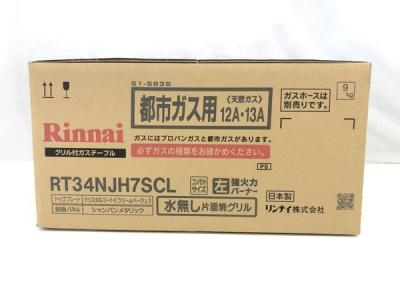 61-5635
都市ガス用
〈天然ガス〉
12A・13A
ガスホースは
別売りです。
9
kg
Rinnai
グリル付ガステーブル
ガスにはプロパンガスと都市ガスがあります。
必ずガスの種類をお確かめください。
PS
RT34NJH7SCL
コンパクト
サイズ
左
強火力
バーナー
日本製
トッププレート
クリスタルコート(クリームベージュ)
前面パネル
シャンパンメタリック
水無し片面焼グリル
リンナイ株式会社